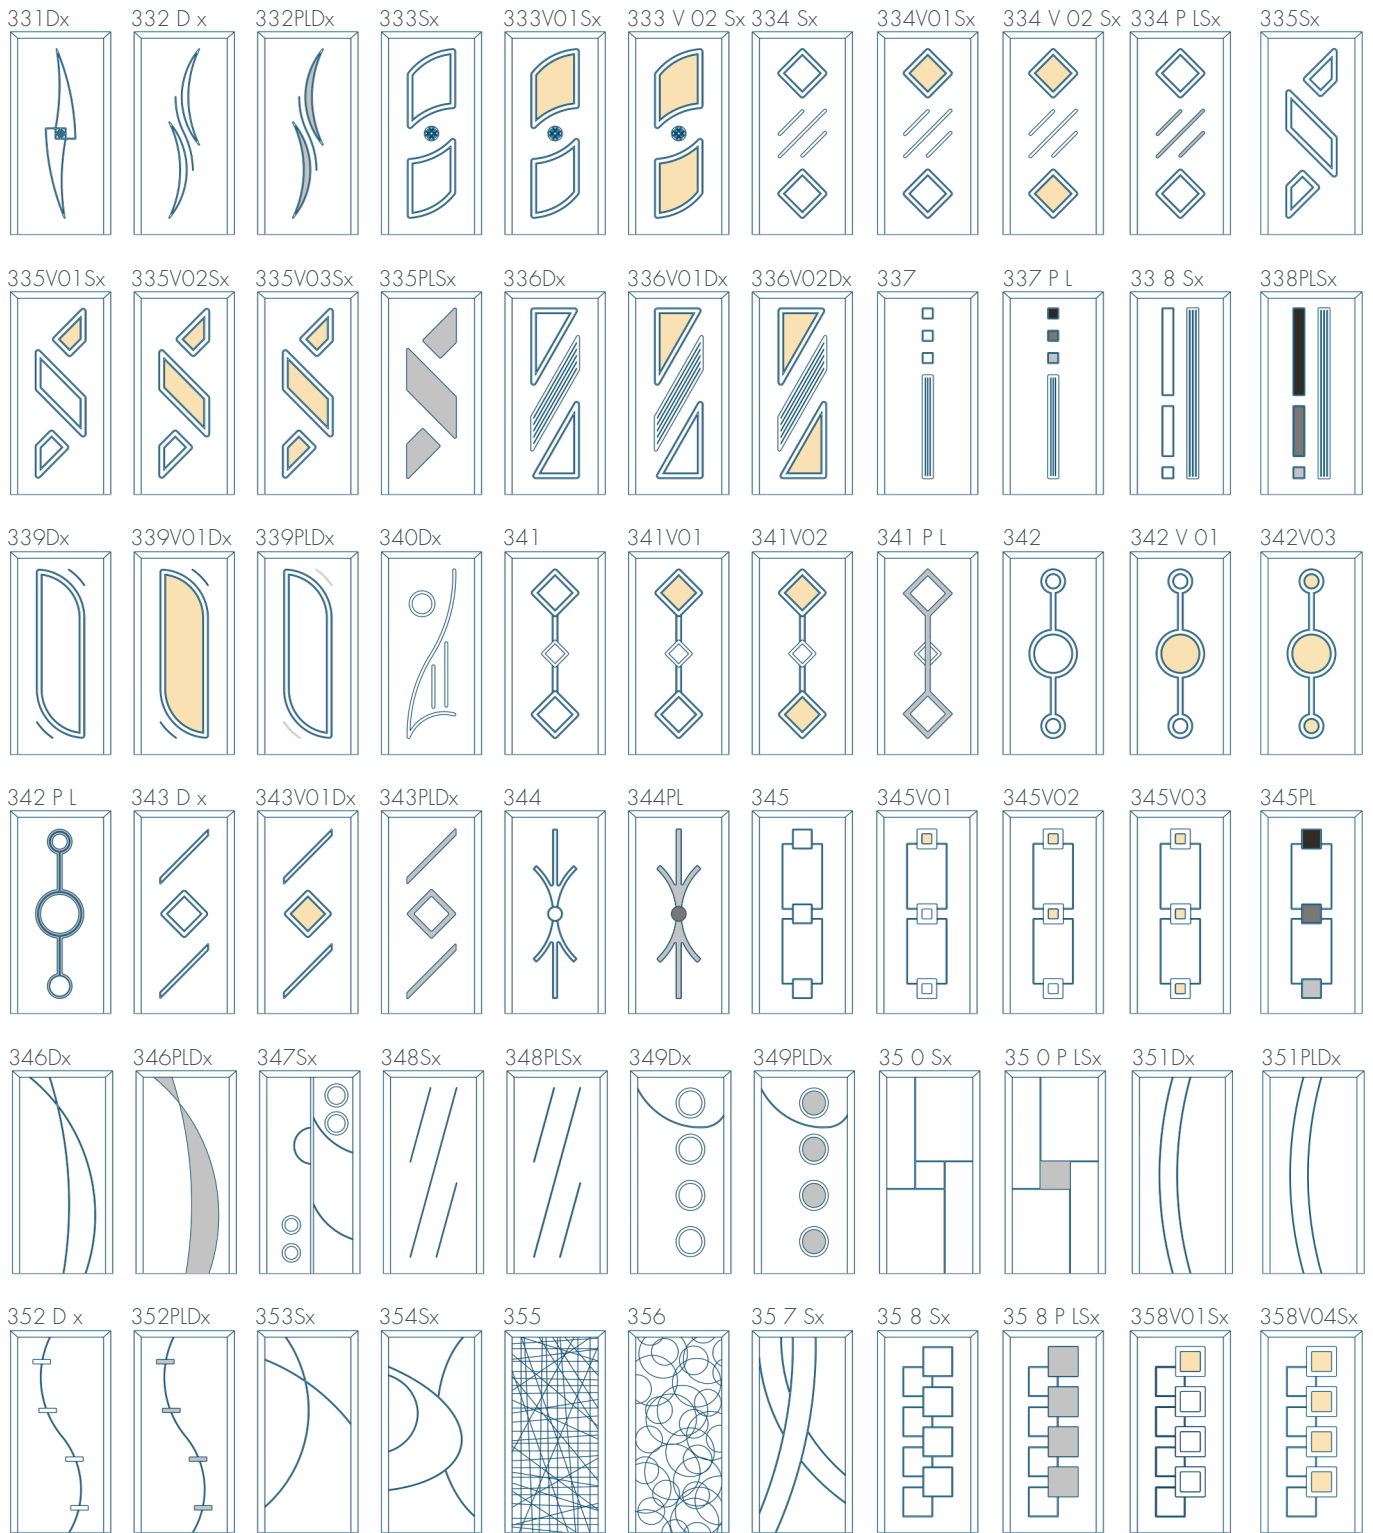 331Dx 332 D x 332PLDx 333Sx 333V01Sx 333 V 02 Sx 334 Sx 334V01Sx 334 V 02 Sx 334 P LSx 335Sx
335V01Sx 335V02Sx 335V03Sx 335PLSx 336Dx 336V01Dx 336V02Dx 337 337 P L 33 8 Sx 338PLSx
339Dx 339V01Dx 339PLDx 340Dx 341 341V01 341V02 341 P L 342 342 V 01 342V03
342 P L 343 D x 343V01Dx 343PLDx 344 344PL 345 345V01 345V02 345V03 345PL
346Dx 346PLDx 347Sx 348Sx 348PLSx 349Dx 349PLDx 35 0 Sx 35 0 P LSx 351Dx 351PLDx
352 D x 352PLDx 353Sx 354Sx 355 356 35 7 Sx 35 8 Sx 35 8 P LSx 358V01Sx 358V04Sx